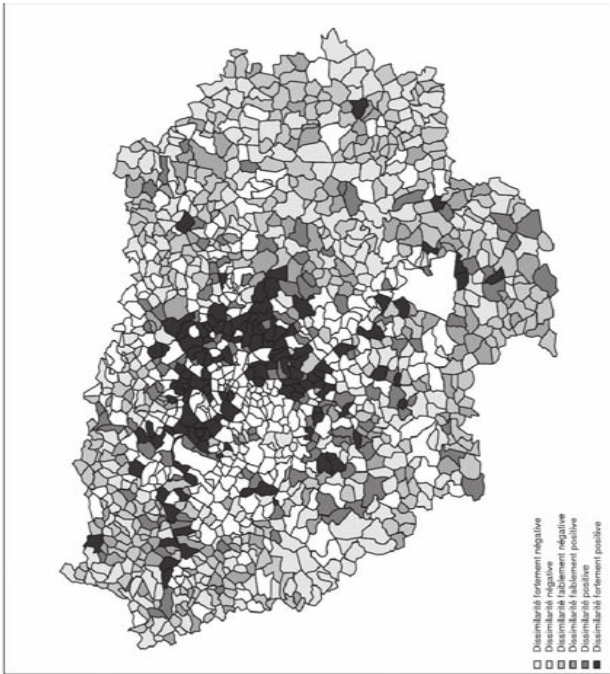 Dissimilarité fortement négative
Dissimilarité négative
Dissimilarité faiblement négative
Dissimilarité faiblement positive
Dissimilarité positive
Dissimilarité fortement positive